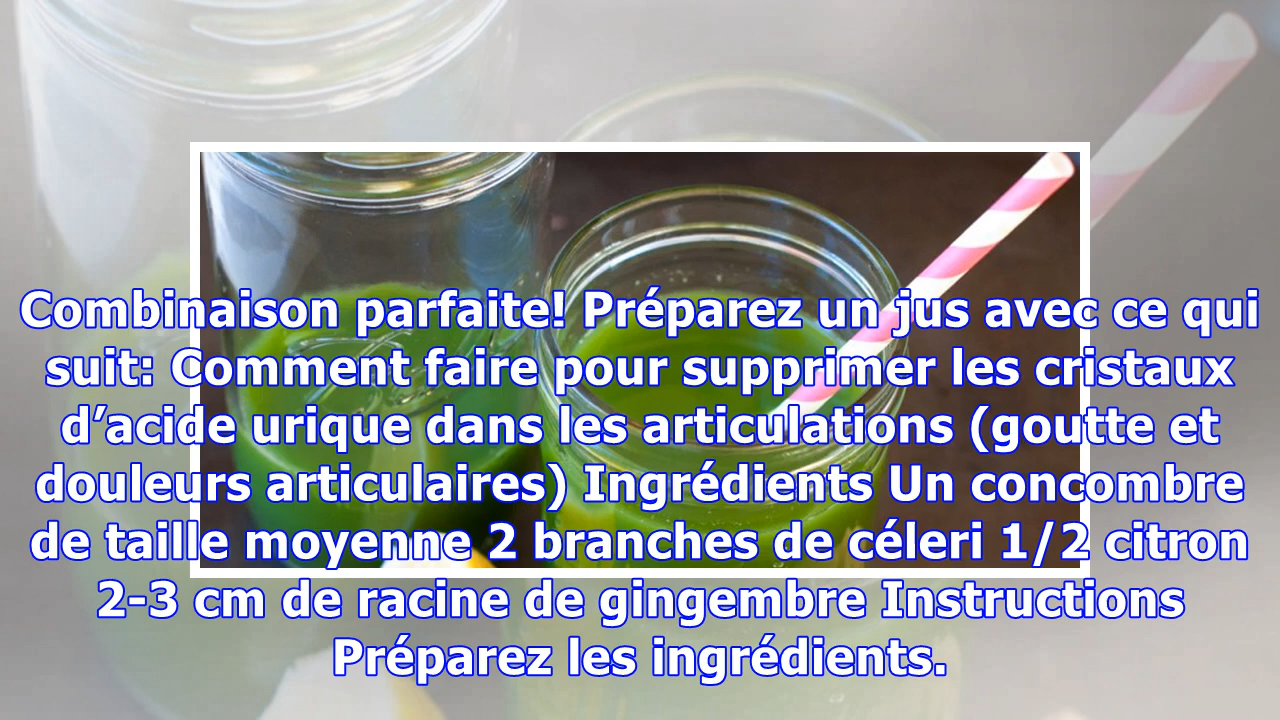 Combinaison parfaite! Préparez un jus avec ce qui
suit: Comment faire pour supprimer les cristaux
d’acide urique dans les articulations (goutte et
douleurs articulaires) Ingrédients Un concombre
de taille moyenne 2 branches de céleri 1/2 citron
2-3 cm de racine de gingembre Instructions
Préparez les ingrédients.